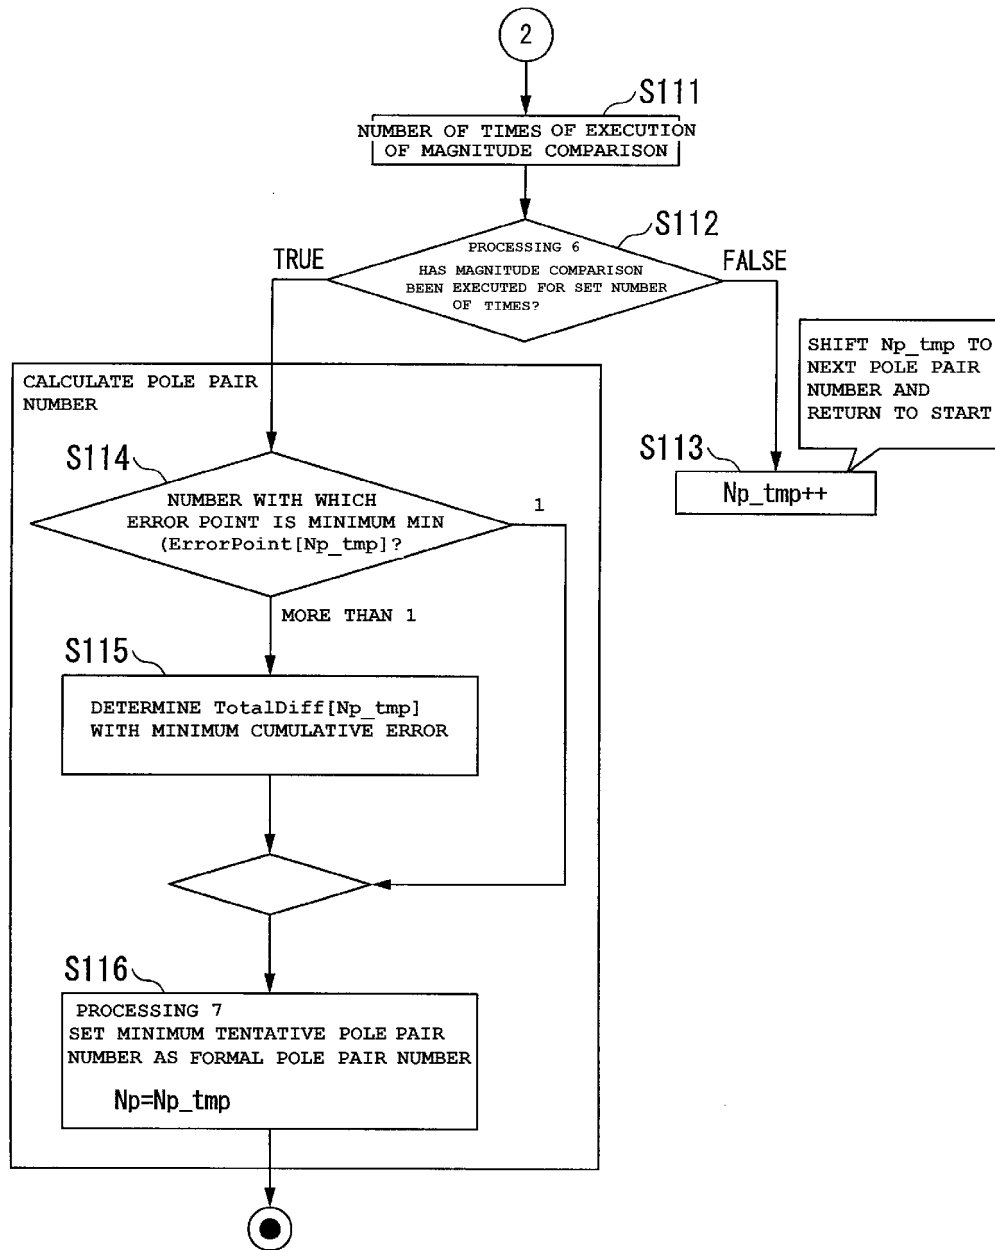 2
S111
NUMBER OF TIMES OF EXECUTION
OF MAGNITUDE COMPARISON
S112
PROCESSING 6
HAS MAGNITUDE COMPARISON
BEEN EXECUTED FOR SET NUMBER
OF TIMES?
TRUE
FALSE
SHIFT Np_tmp TO
NEXT POLE PAIR
NUMBER AND
RETURN TO START
S113
Np_tmp++
CALCULATE POLE PAIR
NUMBER
S114
NUMBER WITH WHICH
ERROR POINT IS MINIMUM MIN
(ErrorPoint[Np_tmp]?
1
MORE THAN 1
S115
DETERMINE TotalDiff[Np_tmp]
WITH MINIMUM CUMULATIVE ERROR
S116
PROCESSING 7
SET MINIMUM TENTATIVE POLE PAIR
NUMBER AS FORMAL POLE PAIR NUMBER
Np=Np_tmp